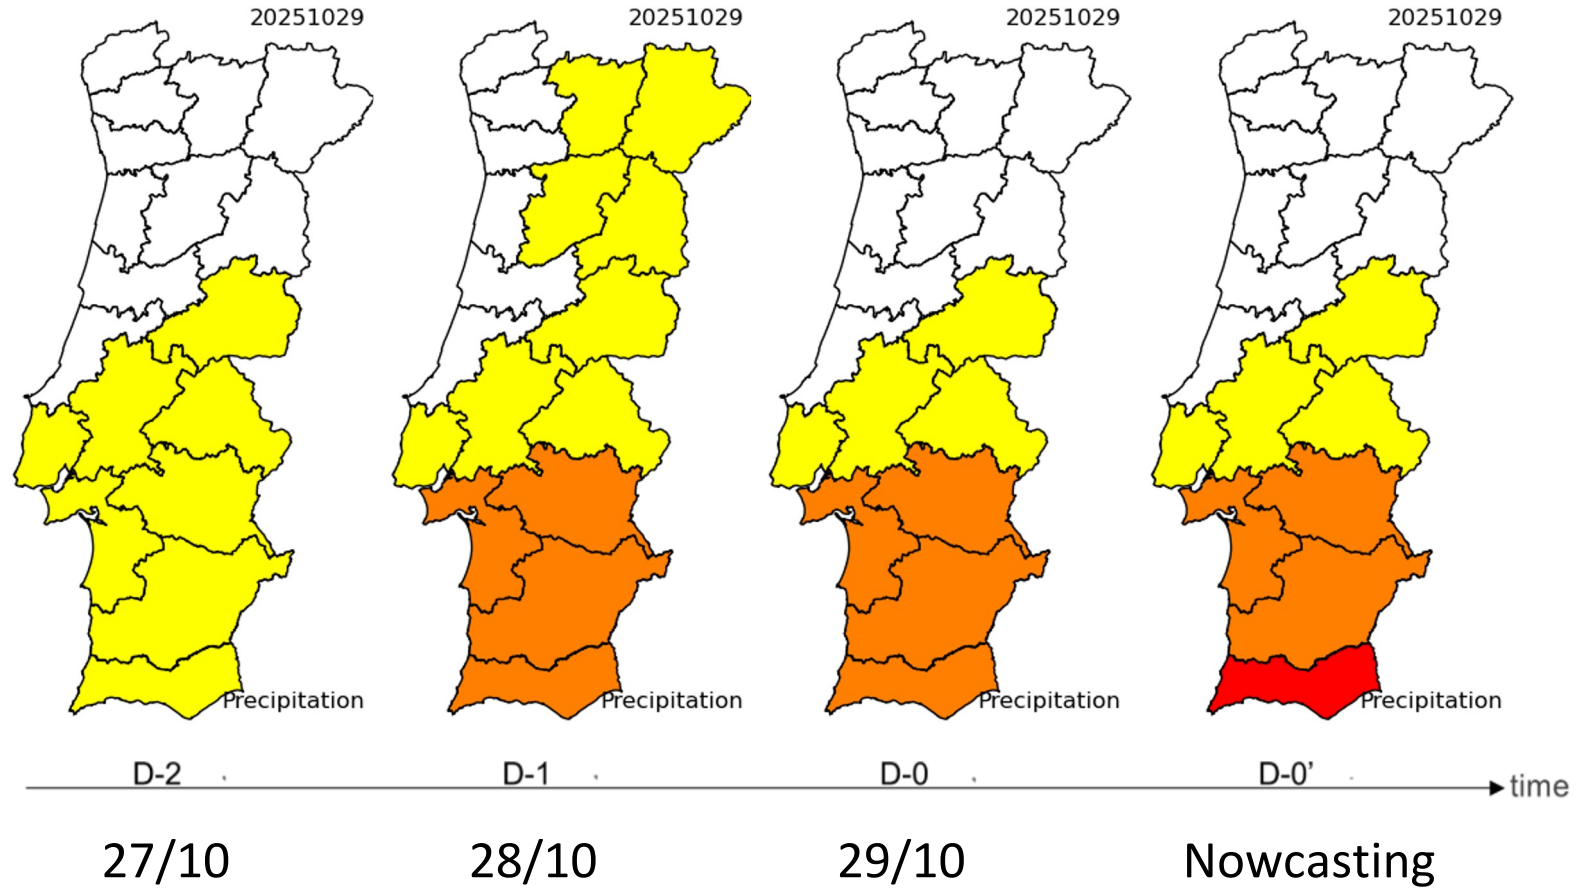 20251029 20251029 20251029 20251029
Precipitation Precipitation Precipitation Precipitation
D-2 D-1 D-0 D-0’
time
27/10 28/10 29/10 Nowcasting